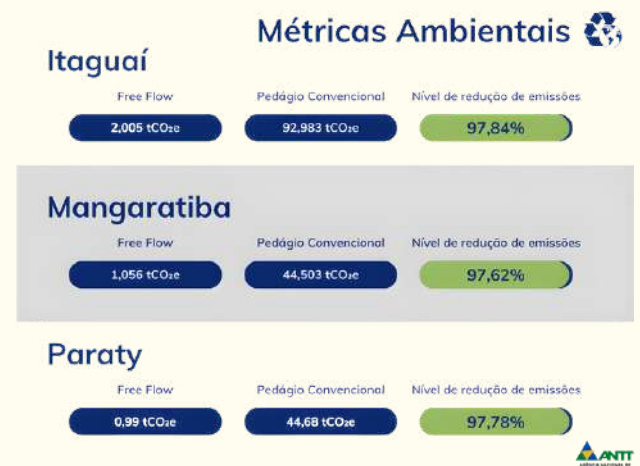 Métricas Ambientais
Itaguaí
Free Flow Pedágio Convencional Nível de redução de emissões
2,005 tCO₂e 92,983 tCO₂e 97,84%
Mangaratiba
Free Flow Pedágio Convencional Nível de redução de emissões
1,056 tCO₂e 44,503 tCO₂e 97,62%
Paraty
Free Flow Pedágio Convencional Nível de redução de emissões
0,99 tCO₂e 44,68 tCO₂e 97,78%
ANTT